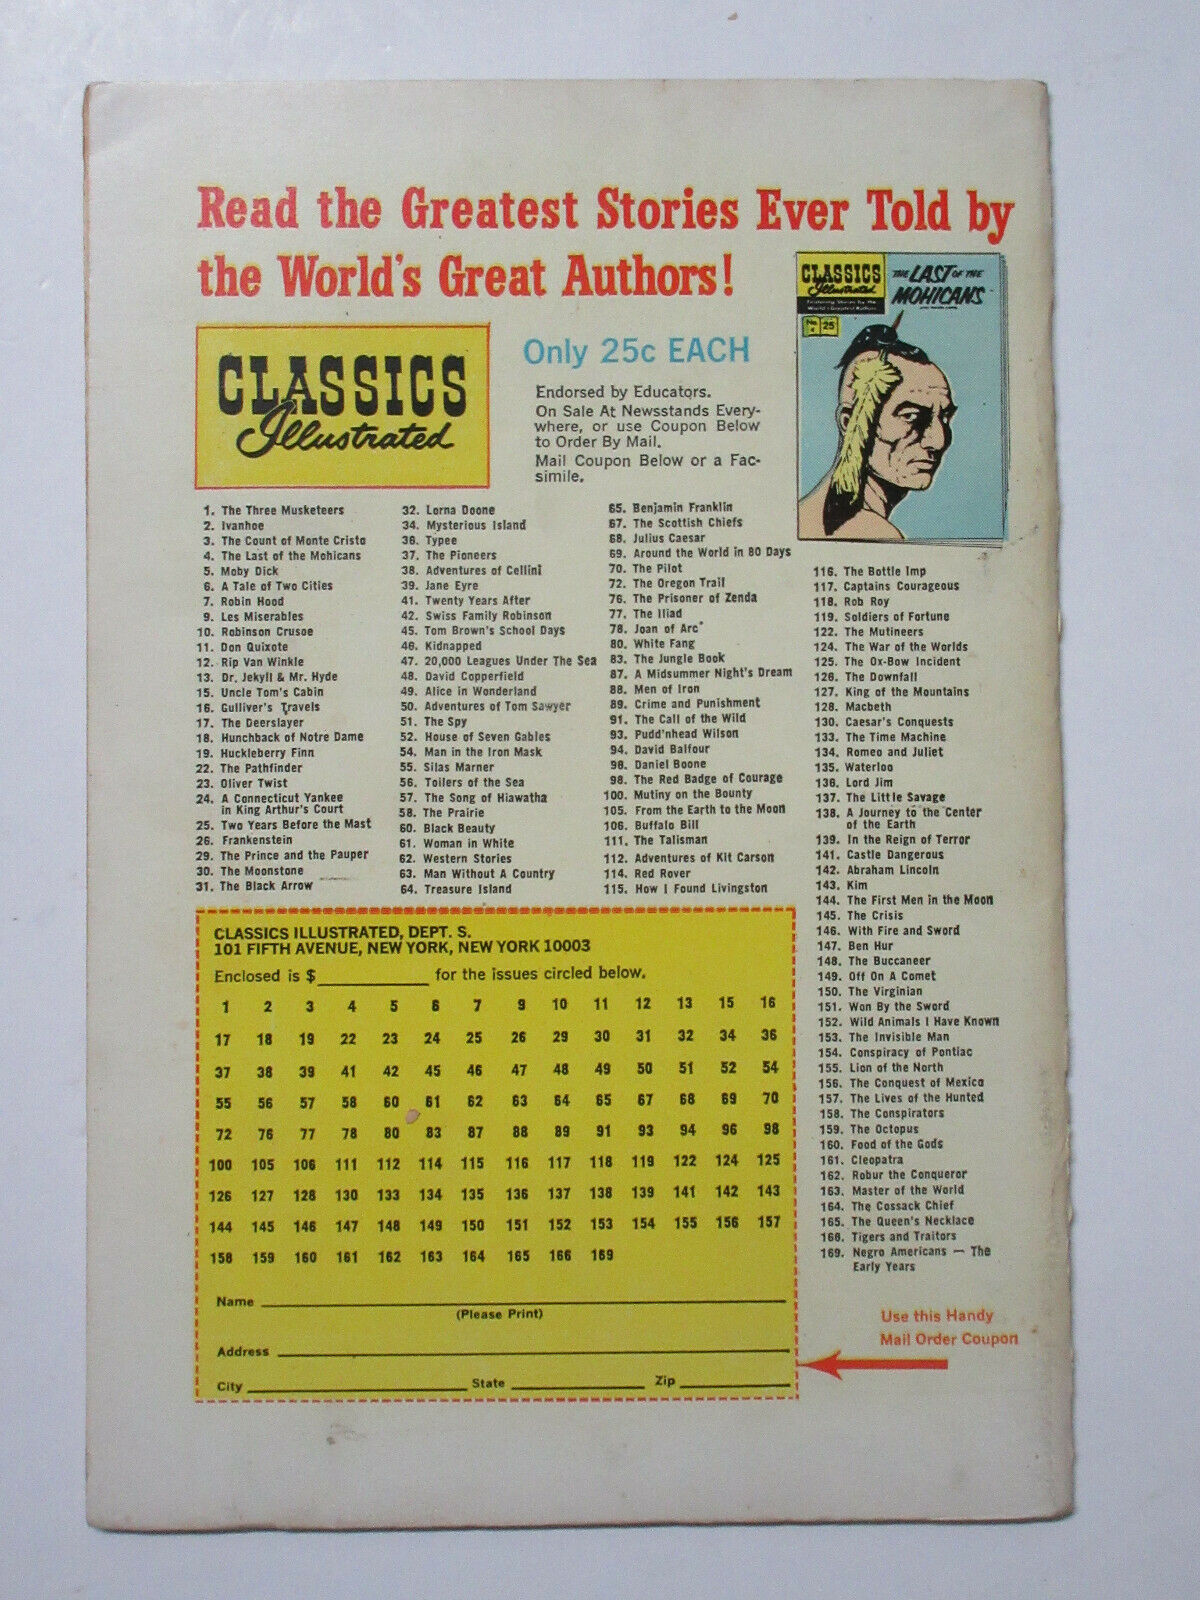 Read the Greatest Stories Ever Told by
the World's Great Authors!
CLASSICS
Illustrated
Only 25c EACH
Endorsed by Educators.
On Sale At Newsstands Every-
where, or use Coupon Below
to Order By Mail.
Mail Coupon Below or a Fac-
simile.
CLASSICS
Illustrated
Featuring Stories by the
World's Greatest Authors
No. 4
25¢
THE LAST OF THE
MOHICANS
1. The Three Musketeers
2. Ivanhoe
3. The Count of Monte Cristo
4. The Last of the Mohicans
5. Moby Dick
6. A Tale of Two Cities
7. Robin Hood
9. Les Miserables
10. Robinson Crusoe
11. Don Quixote
12. Rip Van Winkle
13. Dr. Jekyll & Mr. Hyde
15. Uncle Tom's Cabin
16. Gulliver's Travels
17. The Deerslayer
18. Hunchback of Notre Dame
19. Huckleberry Finn
22. The Pathfinder
23. Oliver Twist
24. A Connecticut Yankee
in King Arthur's Court
25. Two Years Before the Mast
26. Frankenstein
29. The Prince and the Pauper
30. The Moonstone
31. The Black Arrow
32. Lorna Doone
34. Mysterious Island
36. Typee
37. The Pioneers
38. Adventures of Cellini
39. Jane Eyre
41. Twenty Years After
42. Swiss Family Robinson
45. Tom Brown's School Days
46. Kidnapped
47. 20,000 Leagues Under The Sea
48. David Copperfield
49. Alice in Wonderland
50. Adventures of Tom Sawyer
51. The Spy
52. House of Seven Gables
54. Man in the Iron Mask
55. Silas Marner
56. Toilers of the Sea
57. The Song of Hiawatha
58. The Prairie
60. Black Beauty
61. Woman in White
62. Western Stories
63. Man Without A Country
64. Treasure Island
65. Benjamin Franklin
67. The Scottish Chiefs
68. Julius Caesar
69. Around the World in 80 Days
70. The Pilot
72. The Oregon Trail
76. The Prisoner of Zenda
77. The Iliad
78. Joan of Arc
80. White Fang
83. The Jungle Book
87. A Midsummer Night's Dream
88. Men of Iron
89. Crime and Punishment
91. The Call of the Wild
93. Pudd'nhead Wilson
94. David Balfour
96. Daniel Boone
98. The Red Badge of Courage
100. Mutiny on the Bounty
105. From the Earth to the Moon
106. Buffalo Bill
111. The Talisman
112. Adventures of Kit Carson
114. Red Rover
115. How I Found Livingston
116. The Bottle Imp
117. Captains Courageous
118. Rob Roy
119. Soldiers of Fortune
122. The Mutineers
124. The War of the Worlds
125. The Ox-Bow Incident
126. The Downfall
127. King of the Mountains
128. Macbeth
130. Caesar's Conquests
133. The Time Machine
134. Romeo and Juliet
135. Waterloo
136. Lord Jim
137. The Little Savage
138. A Journey to the Center
of the Earth
139. In the Reign of Terror
141. Castle Dangerous
142. Abraham Lincoln
143. Kim
144. The First Men in the Moon
145. The Crisis
146. With Fire and Sword
147. Ben Hur
148. The Buccaneer
149. Off On A Comet
150. The Virginian
151. Won By the Sword
152. Wild Animals I Have Known
153. The Invisible Man
154. Conspiracy of Pontiac
155. Lion of the North
156. The Conquest of Mexico
157. The Lives of the Hunted
158. The Conspirators
159. The Octopus
160. Food of the Gods
161. Cleopatra
162. Robur the Conqueror
163. Master of the World
164. The Cossack Chief
165. The Queen's Necklace
166. Tigers and Traitors
169. Negro Americans — The
Early Years
CLASSICS ILLUSTRATED, DEPT. S.
101 FIFTH AVENUE, NEW YORK, NEW YORK 10003
Enclosed is $ for the issues circled below.
1 2 3 4 5 6 7 9 10 11 12 13 15 16
17 18 19 22 23 24 25 26 29 30 31 32 34 36
37 38 39 41 42 45 46 47 48 49 50 51 52 54
55 56 57 58 60 61 62 63 64 65 67 68 69 70
72 76 77 78 80 83 87 88 89 91 93 94 96 98
100 105 106 111 112 114 115 116 117 118 119 122 124 125
126 127 128 130 133 134 135 136 137 138 139 141 142 143
144 145 146 147 148 149 150 151 152 153 154 155 156 157
158 159 160 161 162 163 164 165 166 169
Name
(Please Print)
Address
City State Zip
Use this Handy
Mail Order Coupon